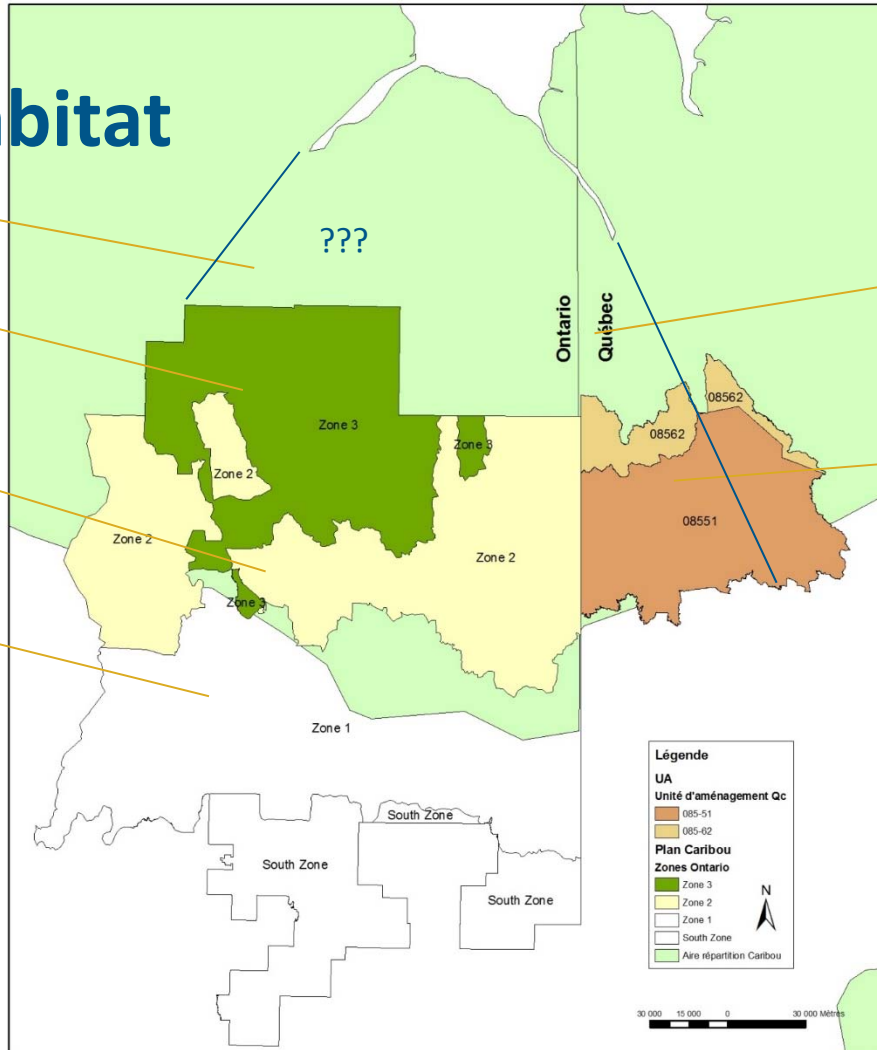 bitat
???
Ontario
Québec
Zone 3
Zone 3
Zone 2
08562
08562
08551
Zone 2
Zone 2
Zone 3
Zone 1
South Zone
South Zone
South Zone
Légende
UA
Unité d'aménagement Qc
085-51
085-62
Plan Caribou
Zones Ontario
Zone 3
Zone 2
Zone 1
South Zone
Aire répartition Caribou
N
30 000 15 000 0 30 000 Mètres